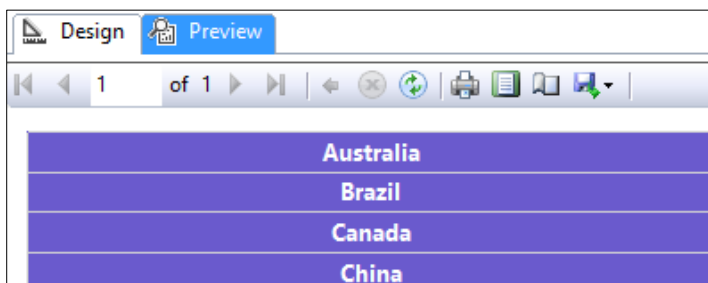 Design Preview
1 of 1
Australia
Brazil
Canada
China